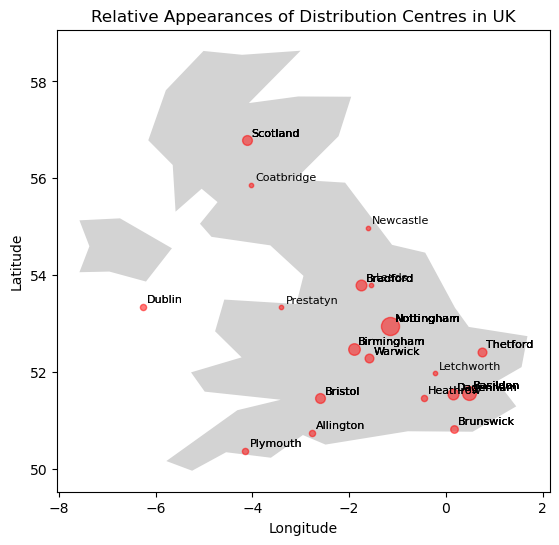 Relative Appearances of Distribution Centres in UK
58
Scotland
56
Coatbridge
Newcastle
Latitude
54
Bradford
Dublin
Prestatyn
Nottingham
Birmingham
Warwick
Thetford
52
Letchworth
Bristol
Heathrow
Dagenham
Basildon
Allington
Brunswick
Plymouth
50
−8
−6
−4
−2
0
2
Longitude